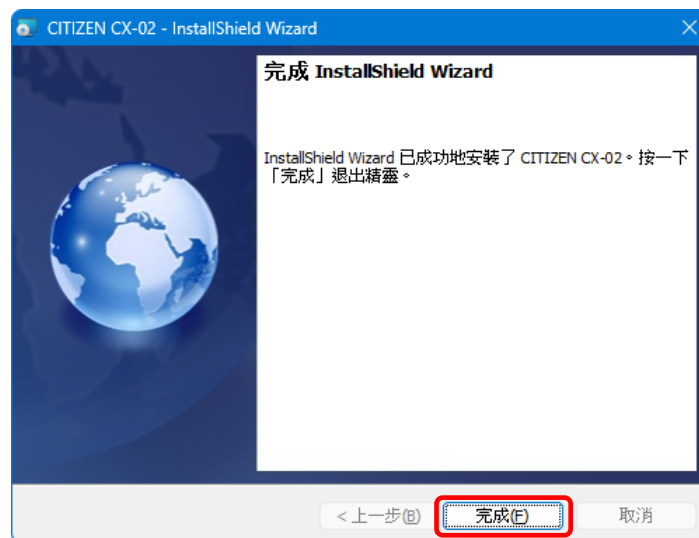 CITIZEN CX-02 - InstallShield Wizard
完成 InstallShield Wizard
InstallShield Wizard 已成功地安裝了 CITIZEN CX-02。按一下
「完成」退出精靈。
< 上一步(B) 完成(F) 取消